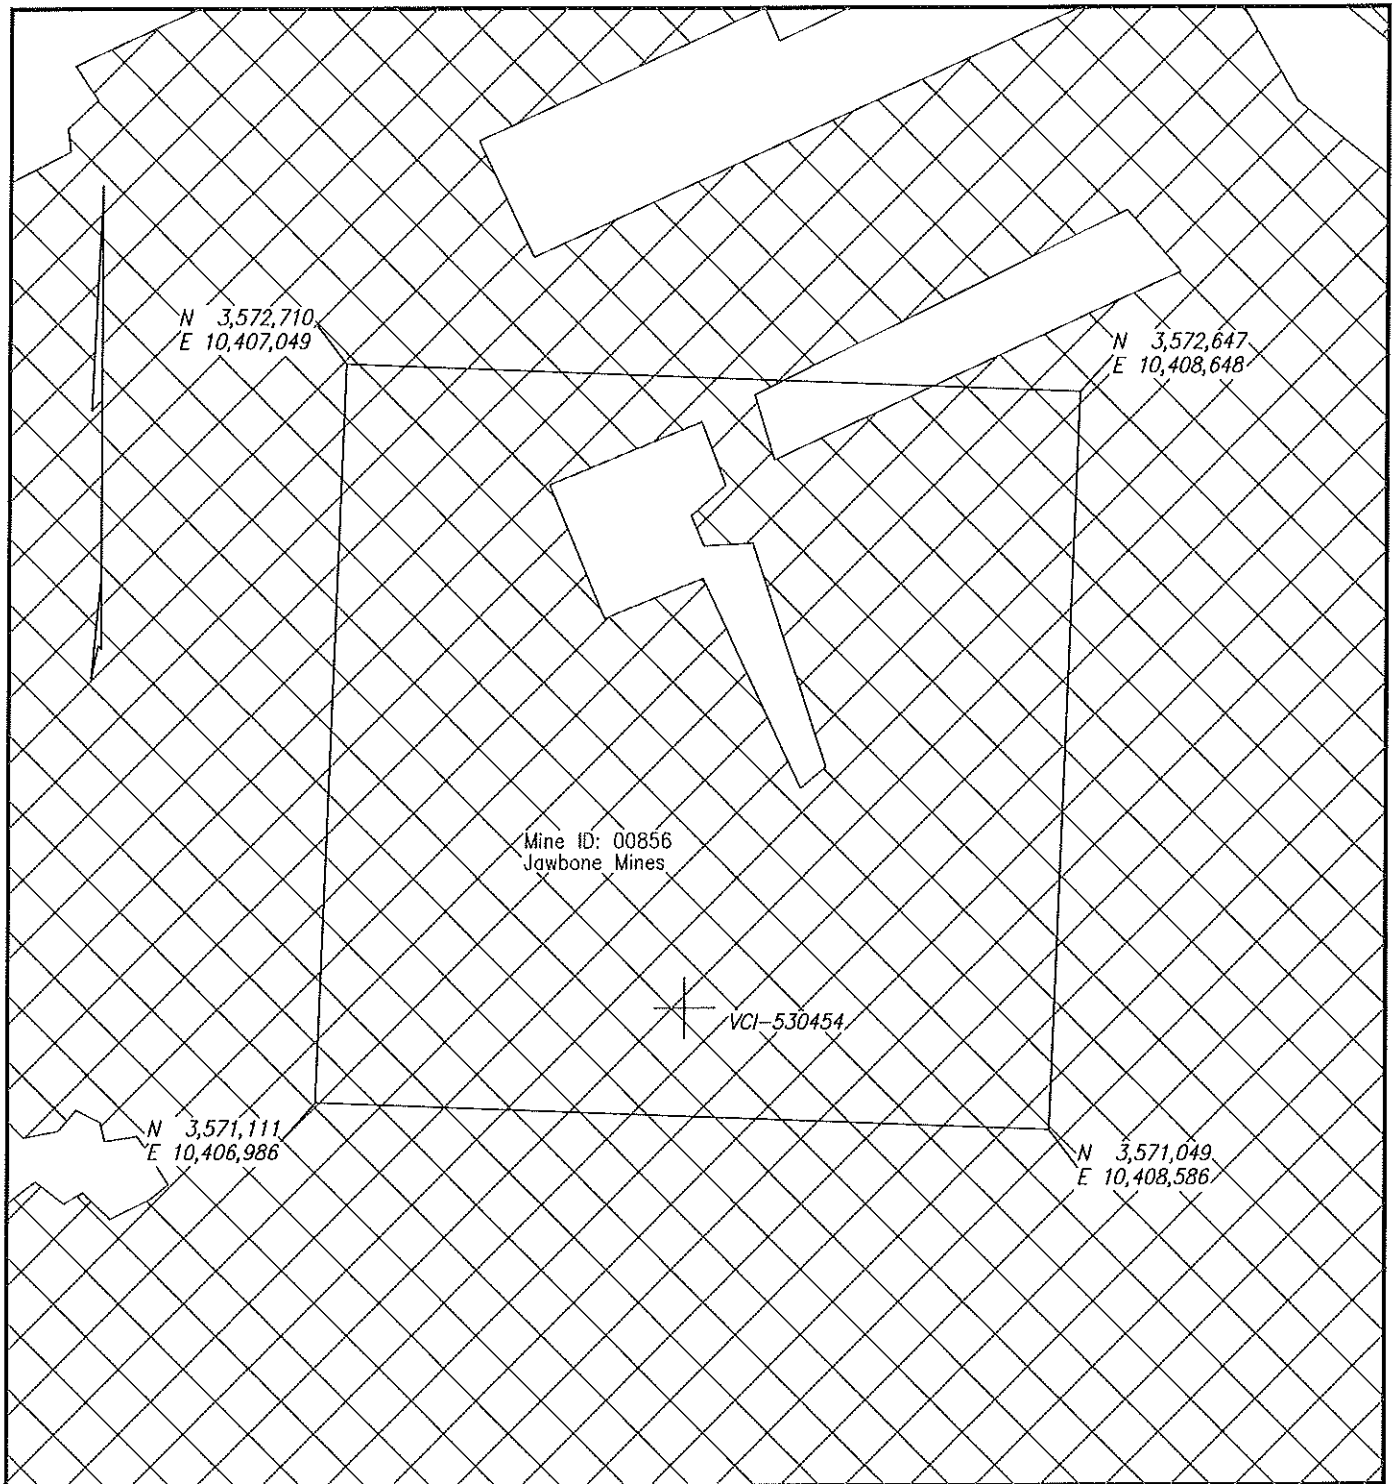 N 3,572,710
E 10,407,049
N 3,572,647
E 10,408,648
Mine ID: 00856
Jawbone Mines
VCI-530454
N 3,571,111
E 10,406,986
N 3,571,049
E 10,408,586